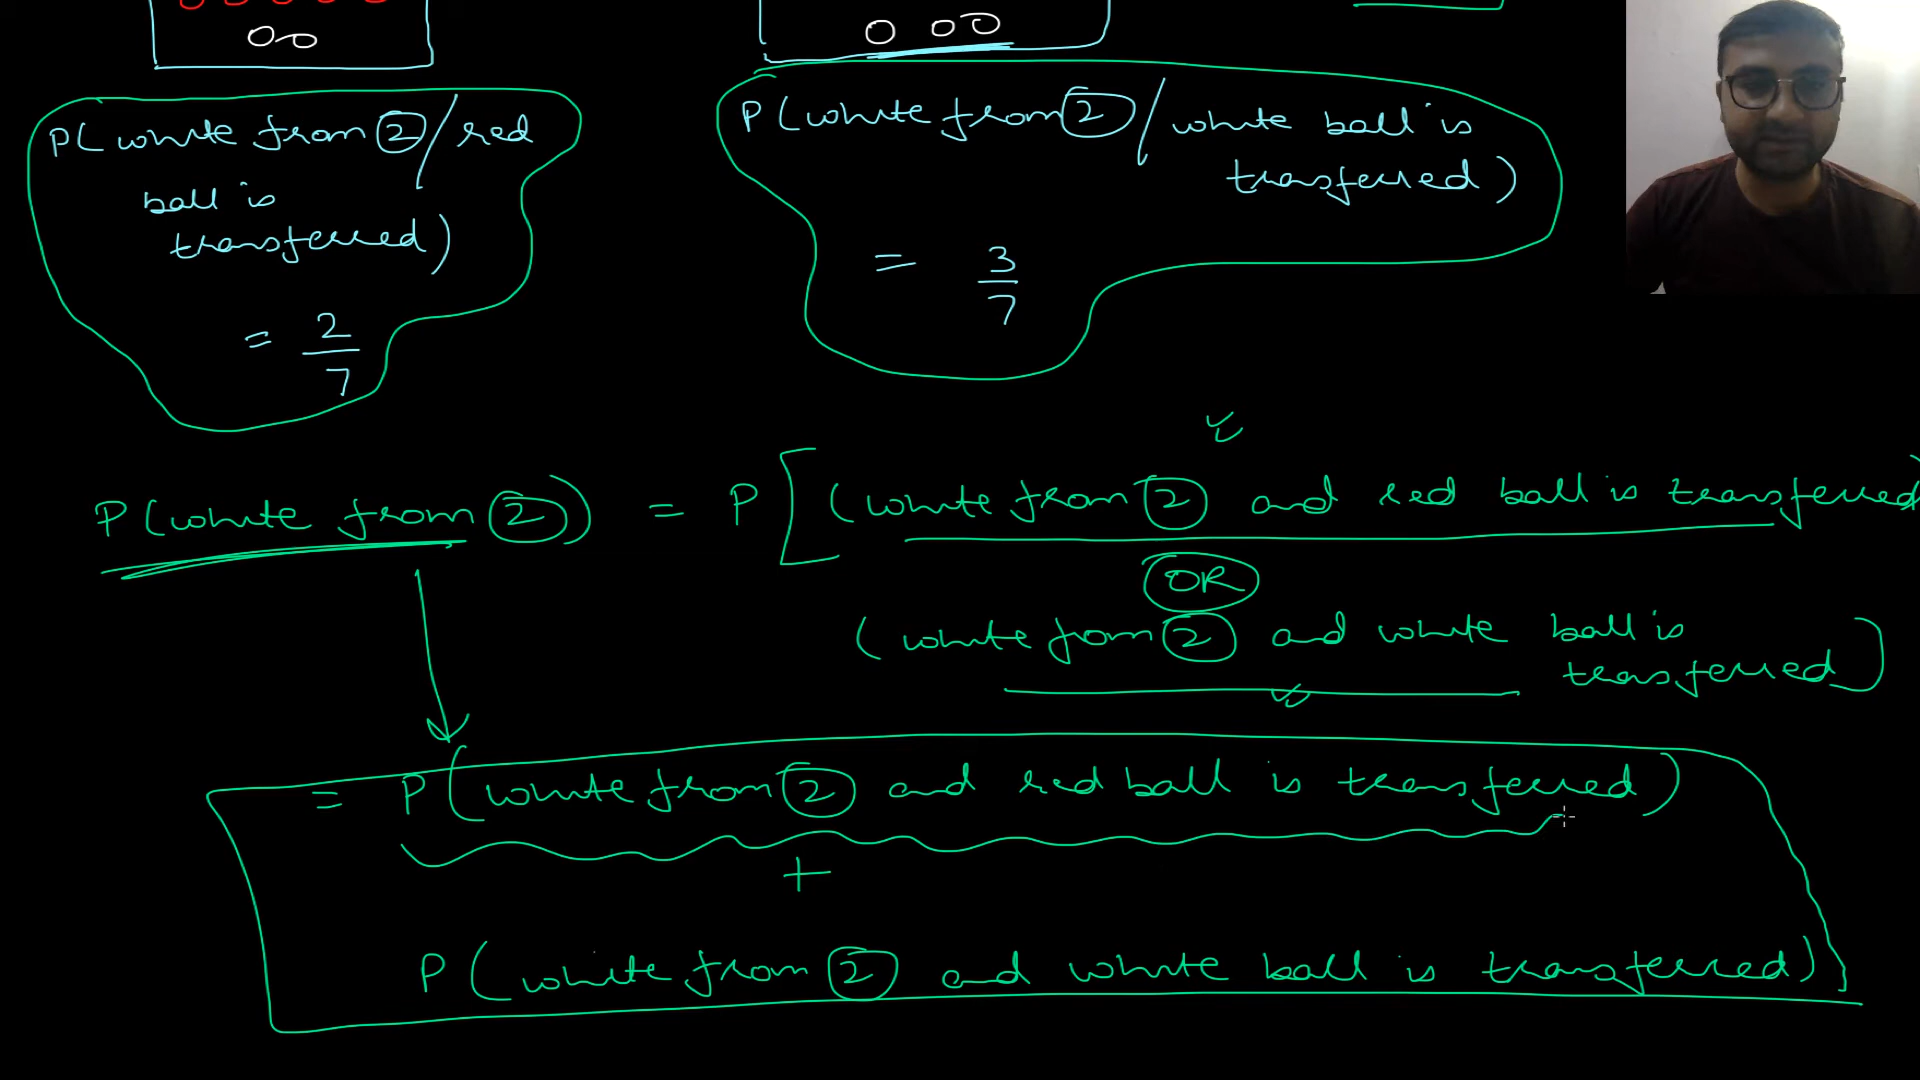 P(white from 2/red
ball is
transferred)
= 2/7
P(white from 2/white ball is
transferred)
= 3/7
P(white from 2) = P[(white from 2 and red ball is transferred)
OR
(white from 2 and white ball is
transferred)
= P(white from 2 and red ball is transferred)
+
P(white from 2 and white ball is transferred)